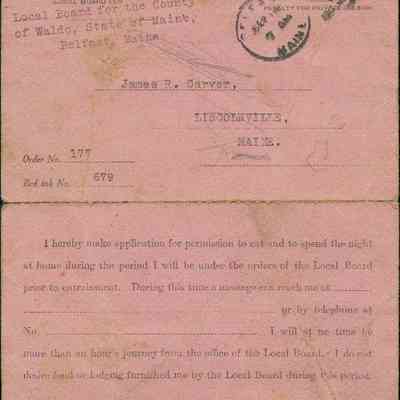 Local Board for the County
of Waldo, State of Maine,
Belfast, Maine.
PENALTY FOR PRIVATE USE $300
MAINE
James R. Carver,
LINCOLNVILLE,
MAINE.
Order No. 177
Red ink No. 679
I hereby make application for permission to eat and to spend the night
at home during the period I will be under the orders of the Local Board
prior to entrainment. During this time a message can reach me at
or by telephone at
No. I will at no time be
more than an hour's journey from the office of the Local Board. I do not
desire food or lodging furnished me by the Local Board during this period.